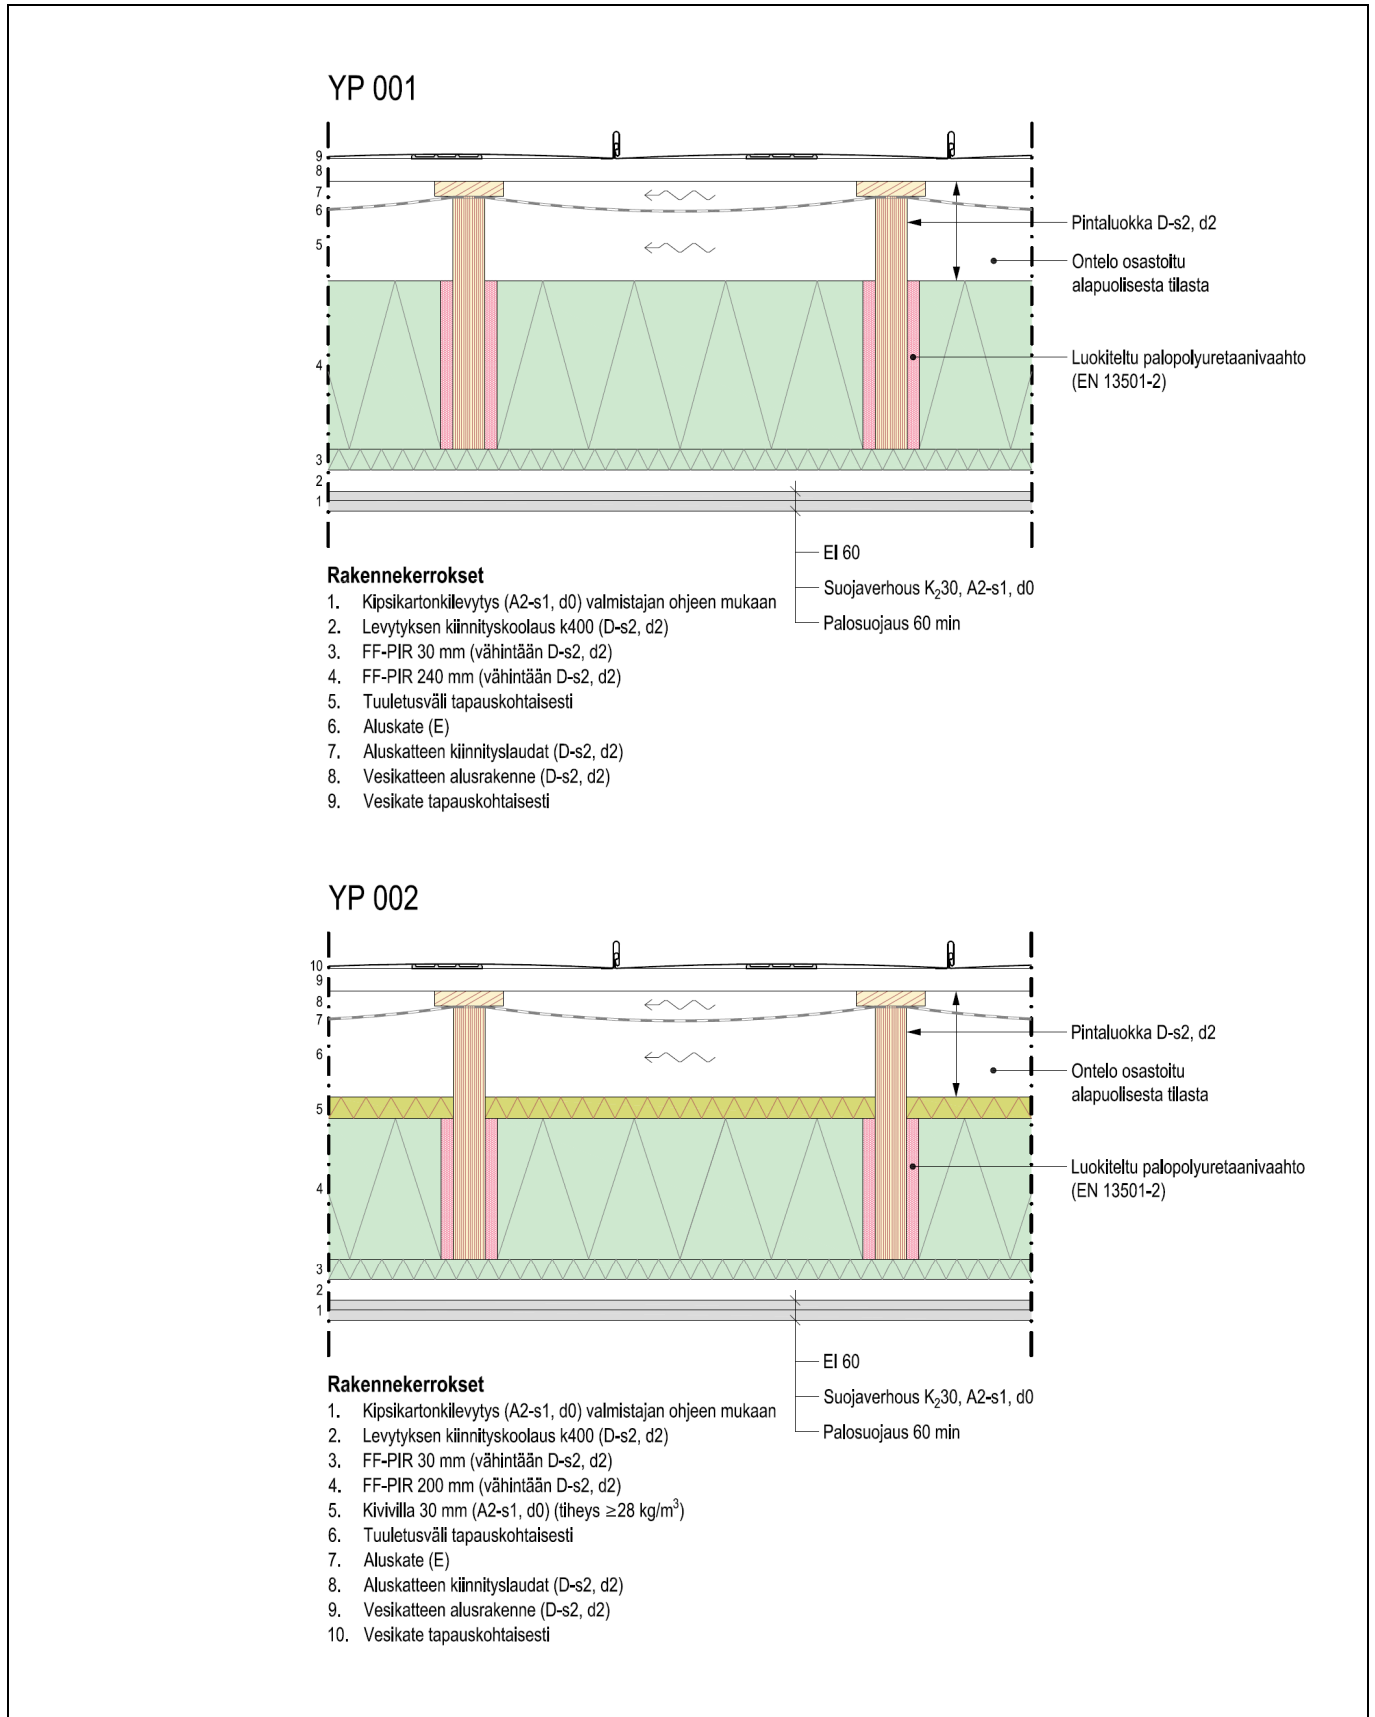 YP 001
9
8
7
6
5
4
3
2
1
Pintaluokka D-s2, d2
Ontelo osastoitu
alapuolisesta tilasta
Luokiteltu palopolyuretaanivaahto
(EN 13501-2)
EI 60
Suojaverhous K₂30, A2-s1, d0
Palosuojaus 60 min
Rakennekerrokset
1. Kipsikartonkilevytys (A2-s1, d0) valmistajan ohjeen mukaan
2. Levytyksen kiinnityskoolaus k400 (D-s2, d2)
3. FF-PIR 30 mm (vähintään D-s2, d2)
4. FF-PIR 240 mm (vähintään D-s2, d2)
5. Tuuletusväli tapauskohtaisesti
6. Aluskate (E)
7. Aluskatteen kiinnityslaudat (D-s2, d2)
8. Vesikatteen alusrakenne (D-s2, d2)
9. Vesikate tapauskohtaisesti
YP 002
10
9
8
7
6
5
4
3
2
1
Pintaluokka D-s2, d2
Ontelo osastoitu
alapuolisesta tilasta
Luokiteltu palopolyuretaanivaahto
(EN 13501-2)
EI 60
Suojaverhous K₂30, A2-s1, d0
Palosuojaus 60 min
Rakennekerrokset
1. Kipsikartonkilevytys (A2-s1, d0) valmistajan ohjeen mukaan
2. Levytyksen kiinnityskoolaus k400 (D-s2, d2)
3. FF-PIR 30 mm (vähintään D-s2, d2)
4. FF-PIR 200 mm (vähintään D-s2, d2)
5. Kivivilla 30 mm (A2-s1, d0) (tiheys ≥28 kg/m³)
6. Tuuletusväli tapauskohtaisesti
7. Aluskate (E)
8. Aluskatteen kiinnityslaudat (D-s2, d2)
9. Vesikatteen alusrakenne (D-s2, d2)
10. Vesikate tapauskohtaisesti